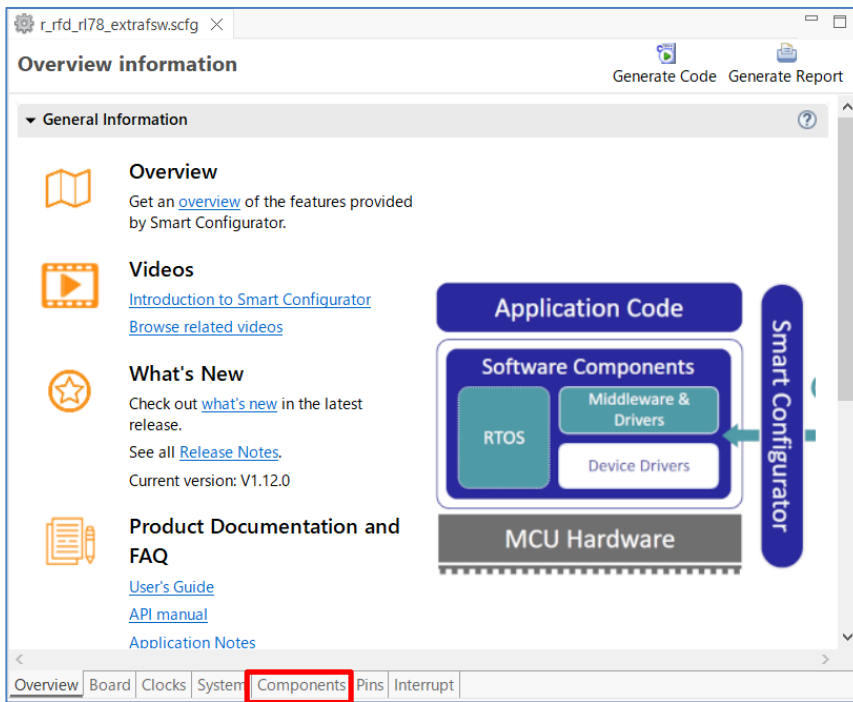 r_rfd_rl78_extrafsw.scfg
Overview information
Generate Code Generate Report
General Information
Overview
Get an overview of the features provided
by Smart Configurator.
Videos
Introduction to Smart Configurator
Browse related videos
What's New
Check out what's new in the latest
release.
See all Release Notes.
Current version: V1.12.0
Product Documentation and
FAQ
User's Guide
API manual
Application Notes
Application Code
Software Components
RTOS
Middleware &
Drivers
Device Drivers
MCU Hardware
Smart Configurator
Overview Board Clocks System Components Pins Interrupt